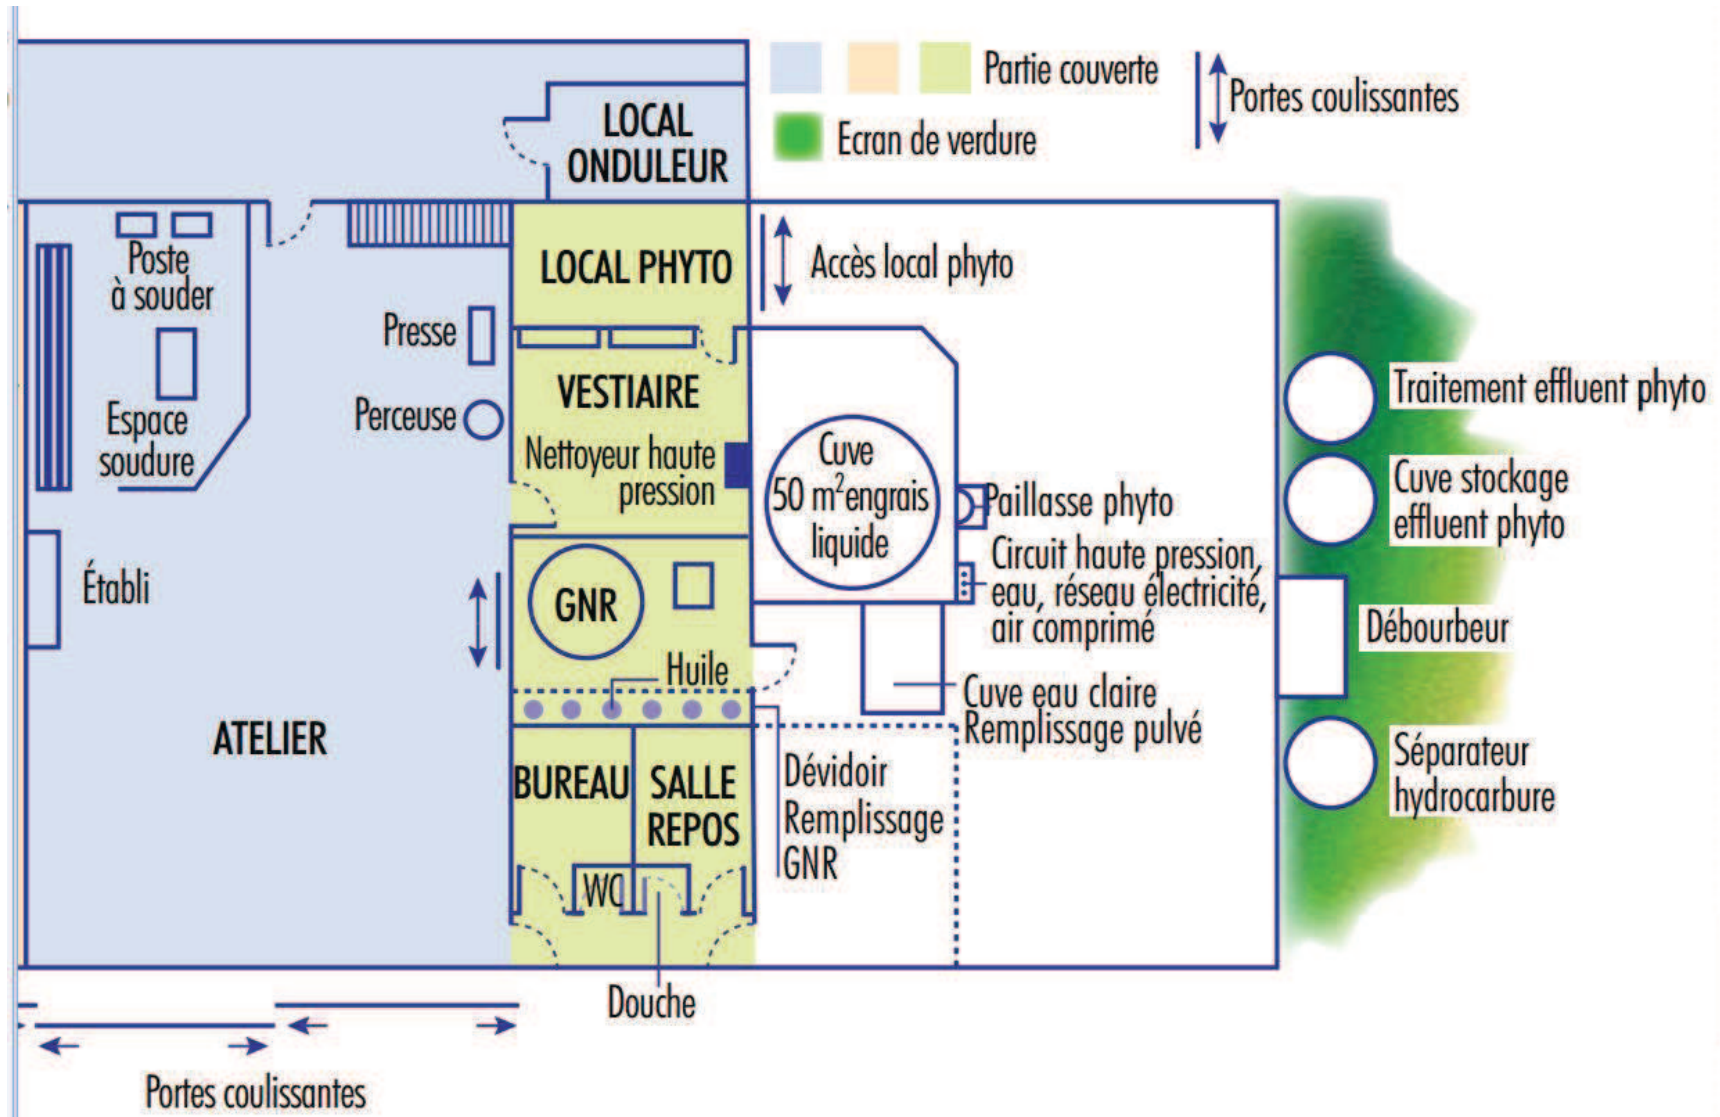 Partie couverte
Portes coulissantes
Ecran de verdure
LOCAL
ONDULEUR
LOCAL PHYTO
Accès local phyto
Poste
à souder
Presse
Perceuse
Espace
soudure
VESTIAIRE
Nettoyeur haute
pression
Cuve
50 m²engrais
liquide
Paillasse phyto
Circuit haute pression,
eau, réseau électricité,
air comprimé
Traitement effluent phyto
Cuve stockage
effluent phyto
Débourbeur
Établi
GNR
Huile
Cuve eau claire
Remplissage pulvé
Séparateur
hydrocarbure
ATELIER
BUREAU
SALLE
REPOS
Dévidoir
Remplissage
GNR
WC
Douche
Portes coulissantes